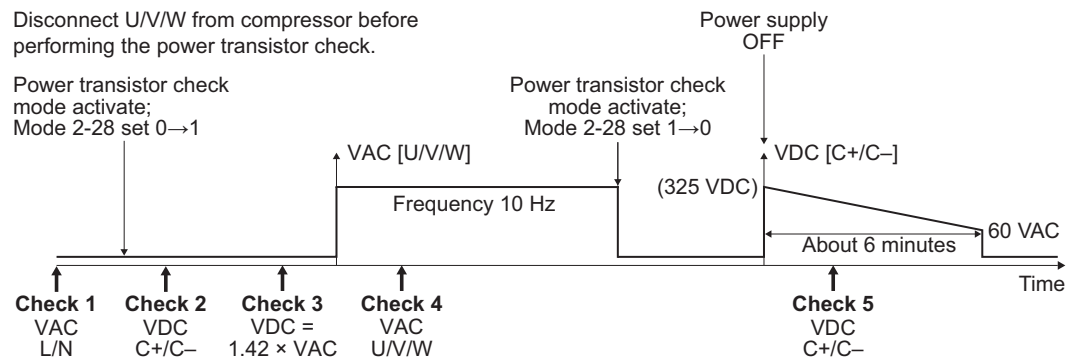 Disconnect U/V/W from compressor before
performing the power transistor check.
Power supply
OFF
Power transistor check
mode activate;
Mode 2-28 set 0→1
Power transistor check
mode activate;
Mode 2-28 set 1→0
VAC [U/V/W]
VDC [C+/C–]
(325 VDC)
Frequency 10 Hz
60 VAC
About 6 minutes
Time
Check 1
VAC
L/N
Check 2
VDC
C+/C–
Check 3
VDC =
1.42 × VAC
Check 4
VAC
U/V/W
Check 5
VDC
C+/C–